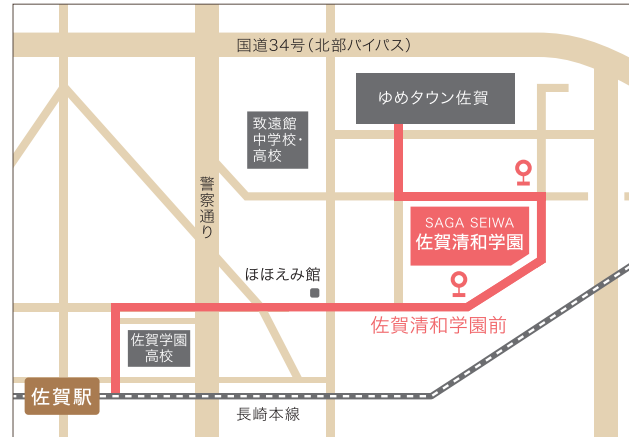 国道34号（北部バイパス）
ゆめタウン佐賀
致遠館
中学校・
高校
警察通り
SAGA SEIWA
佐賀清和学園
ほほえみ館
佐賀清和学園前
佐賀学園
高校
佐賀駅
長崎本線